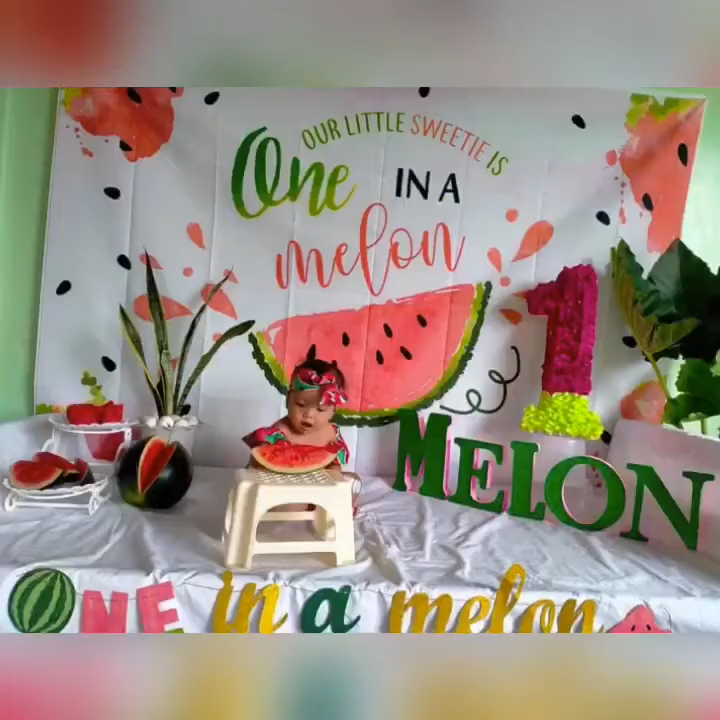 OUR LITTLE SWEETIE IS
One IN A
melon
1
MELON
ONE in a melon